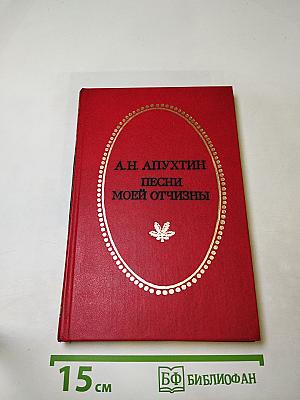 А.Н. АПУХТИН
ПЕСНИ
МОЕЙ ОТЧИЗНЫ
15 см
БФ БИБЛИОФАН